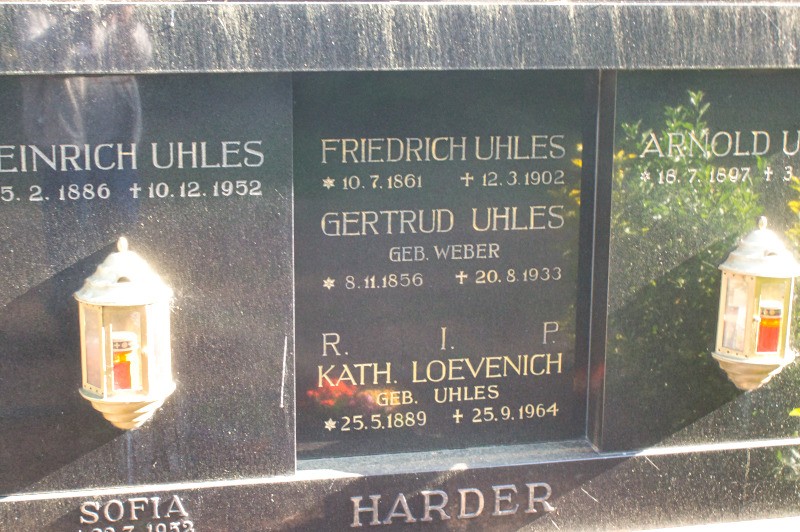 EINRICH UHLES
5. 2. 1886 ✝ 10. 12. 1952
FRIEDRICH UHLES
* 10. 7. 1861 ✝ 12. 3. 1902
GERTRUD UHLES
GEB. WEBER
* 8. 11. 1856 ✝ 20. 8. 1933
R. I. P.
KATH. LOEVENICH
GEB. UHLES
* 25. 5. 1889 ✝ 25. 9. 1964
ARNOLD U
* 18. 7. 1897 ✝ 3.
SOFIA
HARDER